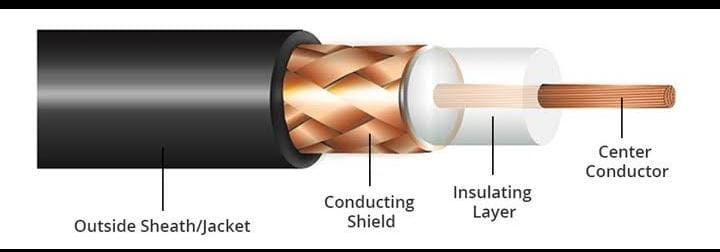 Outside Sheath/Jacket
Conducting
Shield
Insulating
Layer
Center
Conductor